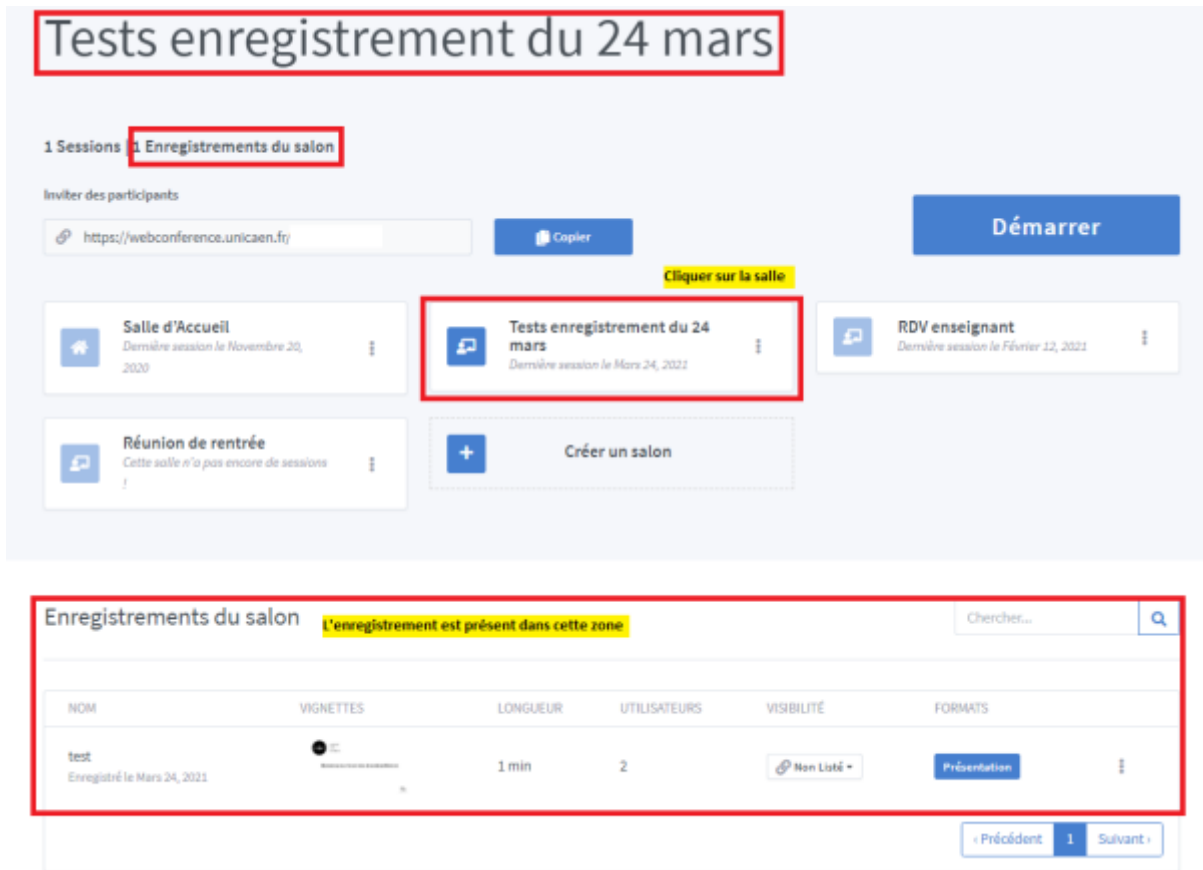 Tests enregistrement du 24 mars
1 Sessions | 1 Enregistrements du salon
Inviter des participants
https://webconference.unicaen.fr/
Copier
Démarrer
Cliquer sur la salle
Salle d'Accueil
Dernière session le Novembre 20,
2020
Tests enregistrement du 24
mars
Dernière session le Mars 24, 2021
RDV enseignant
Dernière session le Février 12, 2021
Réunion de rentrée
Cette salle n'a pas encore de sessions
!
Créer un salon
Enregistrements du salon
L'enregistrement est présent dans cette zone
Chercher...
NOM VIGNETTES LONGUEUR UTILISATEURS VISIBILITÉ FORMATS
test
Enregistré le Mars 24, 2021
1 min 2 Non Listé Présentation
‹ Précédent 1 Suivant ›